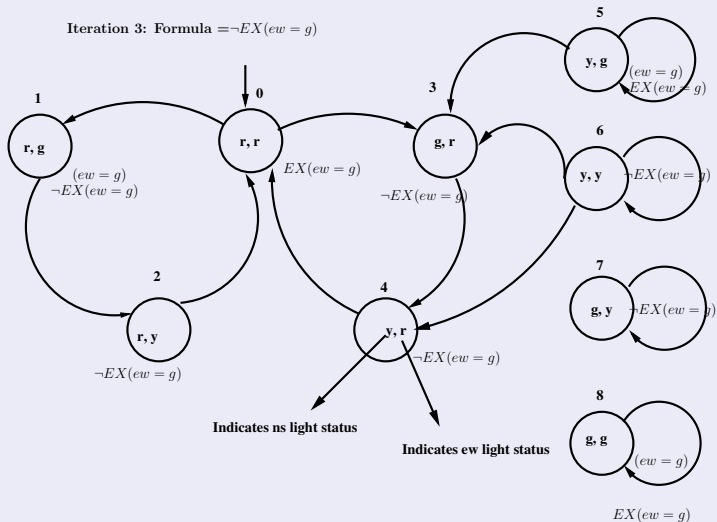 Iteration 3: Formula =¬EX(ew = g)
5
y, g
(ew = g)
EX(ew = g)
0
r, r
EX(ew = g)
3
g, r
¬EX(ew = g)
1
r, g
(ew = g)
¬EX(ew = g)
6
y, y
¬EX(ew = g)
2
r, y
¬EX(ew = g)
4
y, r
¬EX(ew = g)
7
g, y
¬EX(ew = g)
Indicates ns light status
Indicates ew light status
8
g, g
(ew = g)
EX(ew = g)